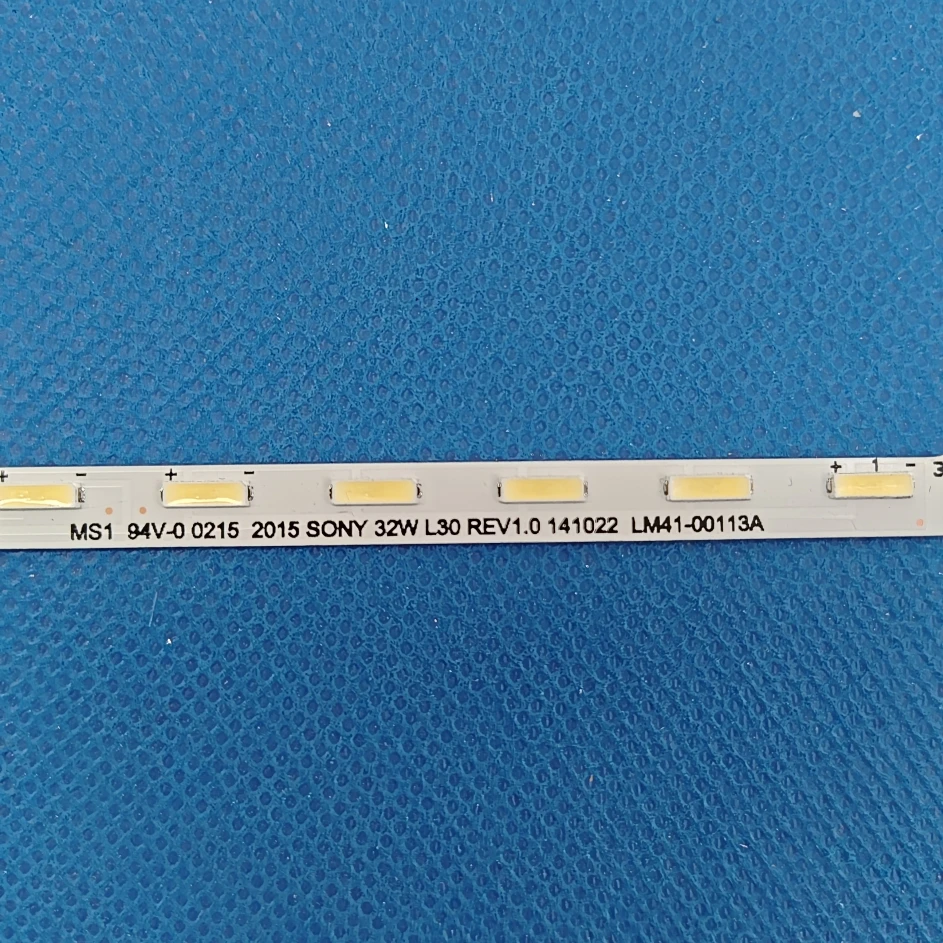 + - + - + 1 - 3
MS1 94V-0 0215 2015 SONY 32W L30 REV1.0 141022 LM41-00113A